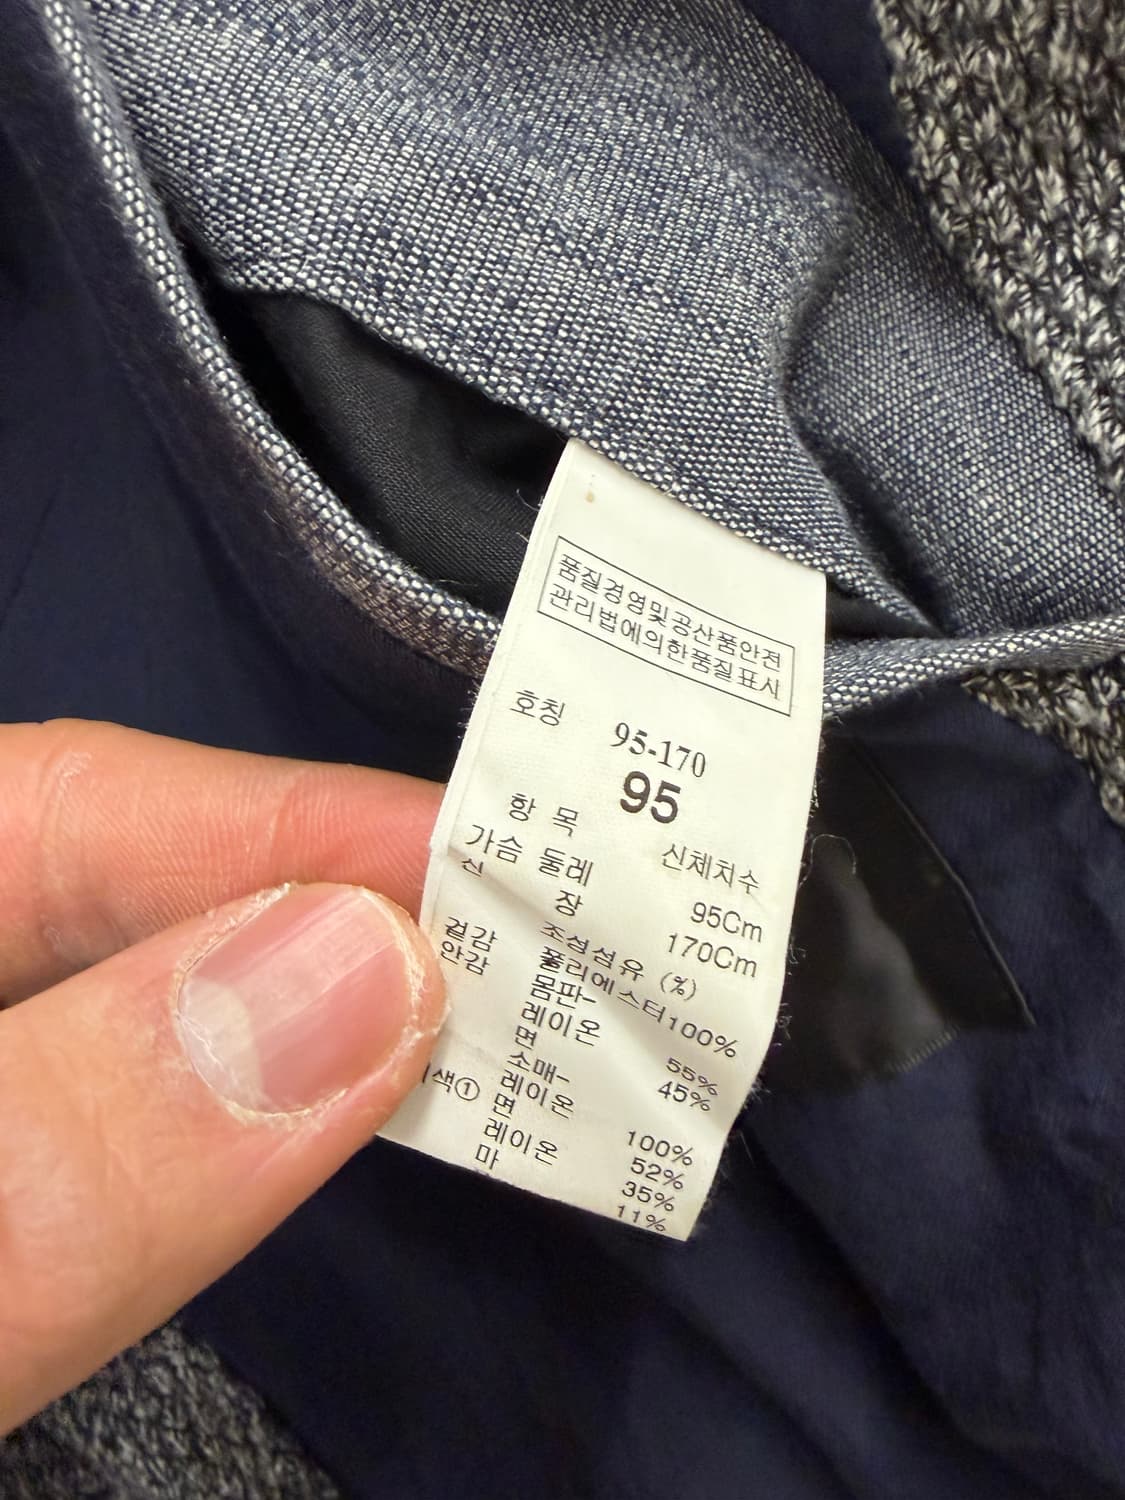 품질경영및공산품안전
관리법에의한품질표시
호칭 95-170
95
항 목 신체치수
가슴 둘레 95Cm
신 장 170Cm
조성섬유 (%)
겉감 폴리에스터100%
안감 몸판-
레이온 55%
면 45%
소매-
레이온 100%
색① 면 52%
레이온 35%
마 11%